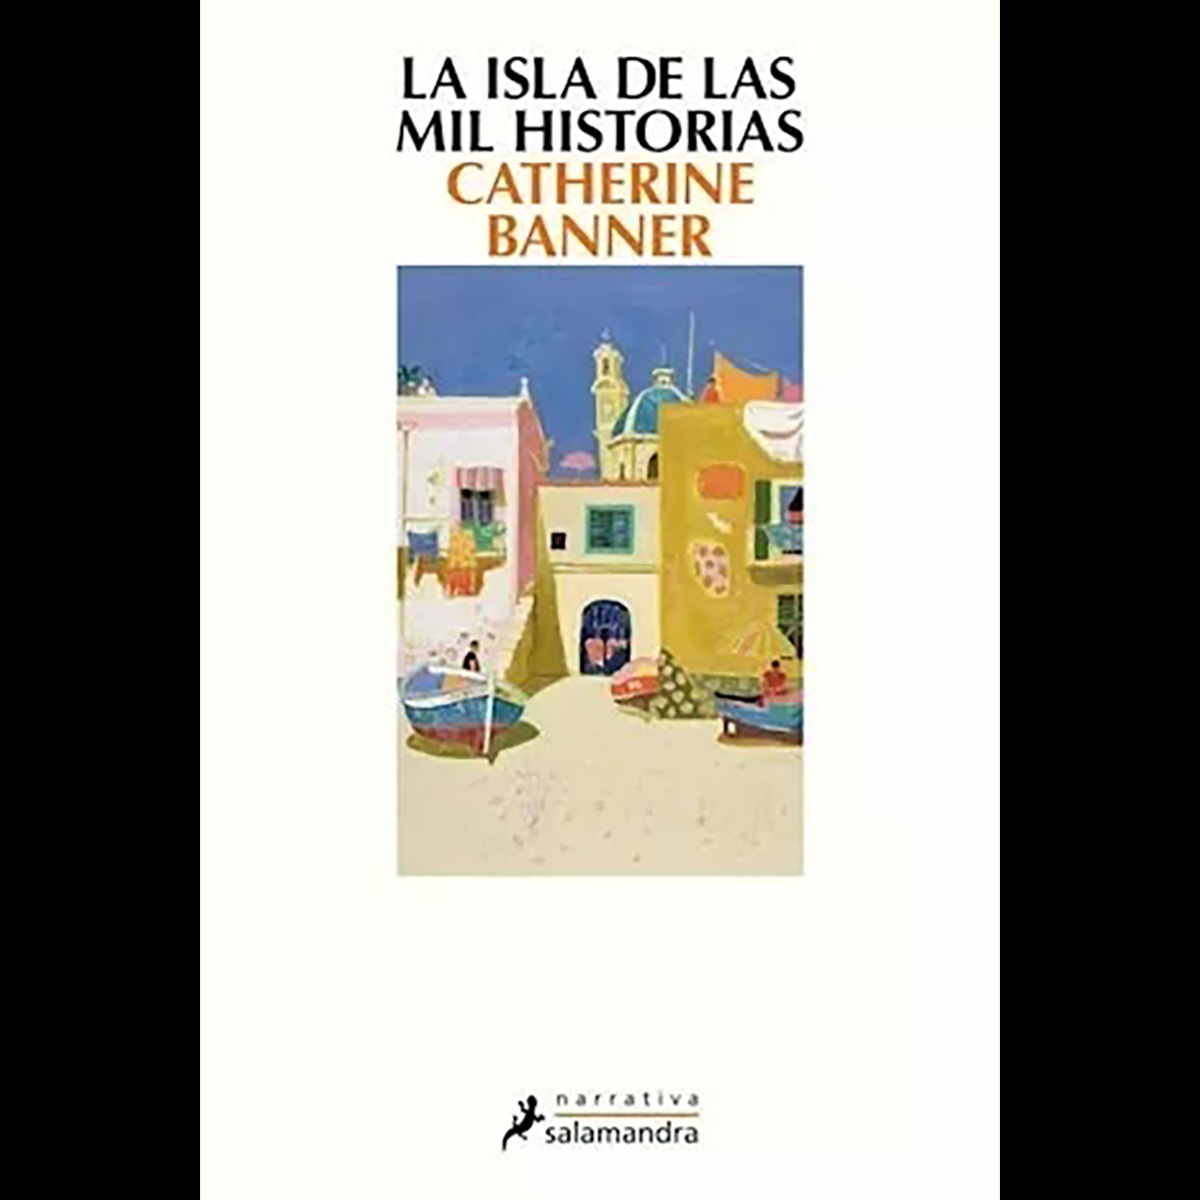 LA ISLA DE LAS
MIL HISTORIAS
CATHERINE
BANNER
narrativa
salamandra